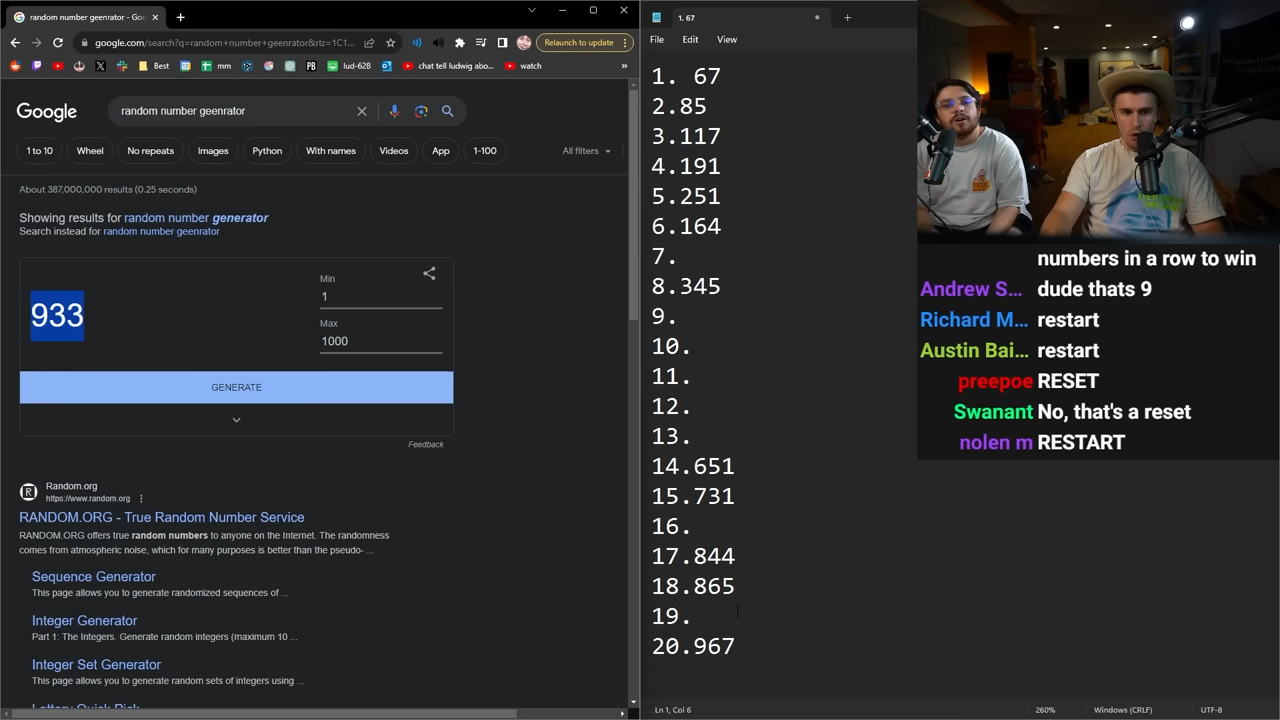 random number geenrator - Goo
google.com/search?q=random+number+geenrator&rlz=1C1...
Relaunch to update
Best
mm
PB
lud-628
chat tell ludwig abo...
watch
»
Google
random number geenrator
1 to 10
Wheel
No repeats
Images
Python
With names
Videos
App
1-100
All filters
About 387,000,000 results (0.25 seconds)
Showing results for random number generator
Search instead for random number geenrator
933
Min
1
Max
1000
GENERATE
Feedback
Random.org
https://www.random.org
RANDOM.ORG - True Random Number Service
RANDOM.ORG offers true random numbers to anyone on the Internet. The randomness
comes from atmospheric noise, which for many purposes is better than the pseudo- ...
Sequence Generator
This page allows you to generate randomized sequences of ...
Integer Generator
Part 1: The Integers. Generate random integers (maximum 10 ...
Integer Set Generator
This page allows you to generate random sets of integers using ...
Lottery Quick Pick
1. 67
File Edit View
1. 67
2.85
3.117
4.191
5.251
6.164
7.
8.345
9.
10.
11.
12.
13.
14.651
15.731
16.
17.844
18.865
19.
20.967
Ln 1, Col 6
260%
Windows (CRLF)
UTF-8
numbers in a row to win
Andrew S... dude thats 9
Richard M... restart
Austin Bai... restart
preepoe RESET
Swanant No, that's a reset
nolen m RESTART